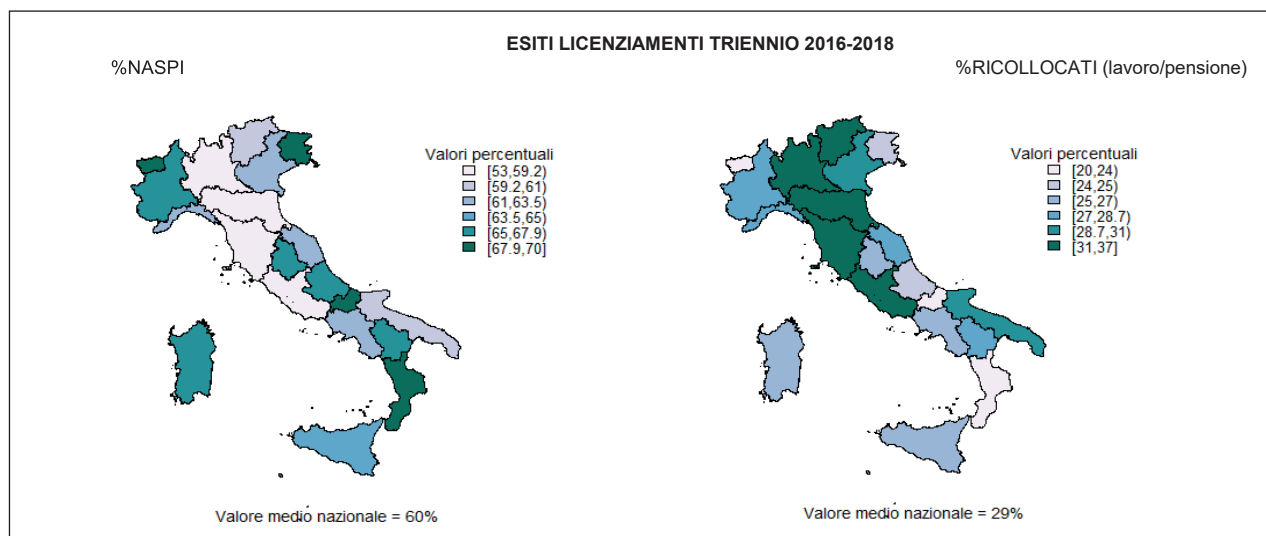 ESITI LICENZIAMENTI TRIENNIO 2016-2018
%NASPI
%RICOLLOCATI (lavoro/pensione)
Valori percentuali
[53,59.2)
[59.2,61)
[61,63.5)
[63.5,65)
[65,67.9)
[67.9,70]
Valore medio nazionale = 60%
Valori percentuali
[20,24)
[24,25)
[25,27)
[27,28.7)
[28.7,31)
[31,37]
Valore medio nazionale = 29%